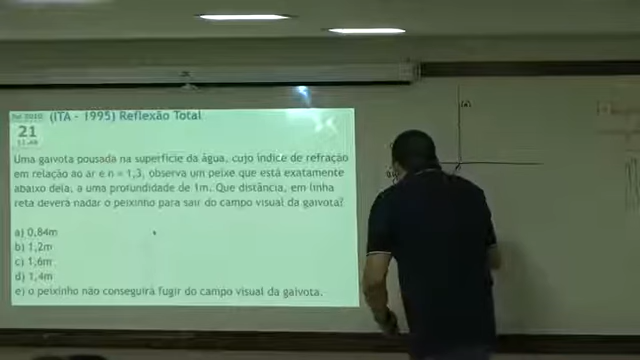 (ITA - 1995) Reflexão Total
21
Uma gaivota pousada na superfície da água, cujo índice de refração
em relação ao ar e n = 1,3, observa um peixe que está exatamente
abaixo dela, a uma profundidade de 1m. Que distância, em linha
reta deverá nadar o peixinho para sair do campo visual da gaivota?
a) 0,84m
b) 1,2m
c) 1,6m
d) 1,4m
e) o peixinho não conseguirá fugir do campo visual da gaivota.